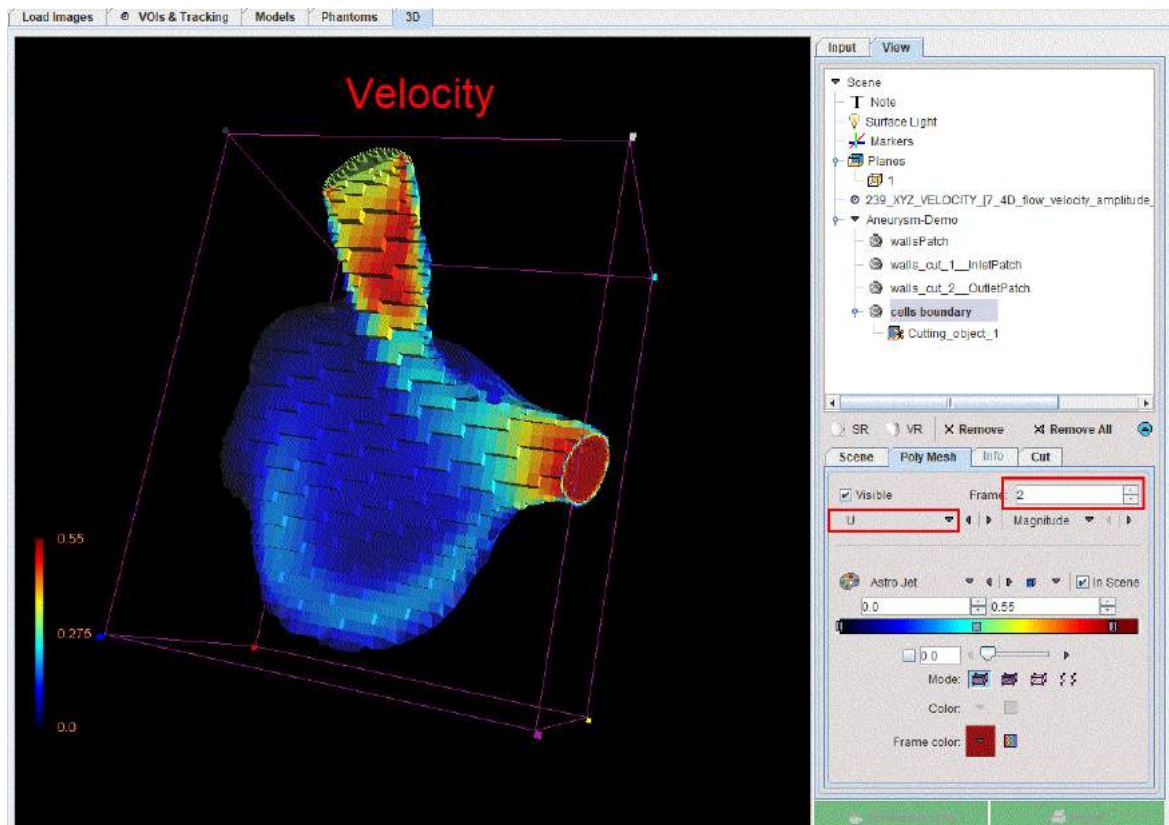 Load Images VOIs & Tracking Models Phantoms 3D
Velocity
0.55
0.275
0.0
Input View
Scene
Note
Surface Light
Markers
Planes
1
239_XYZ_VELOCITY_[7_4D_flow_velocity_amplitude_
Aneurysm-Demo
wallsPatch
walls_cut_1__InletPatch
walls_cut_2__OutletPatch
cells boundary
Cutting_object_1
SR VR Remove Remove All
Scene Poly Mesh Info Cut
Visible Frame: 2
U Magnitude
Astro Jet In Scene
0.0 0.55
0.0
Mode:
Color:
Frame color: